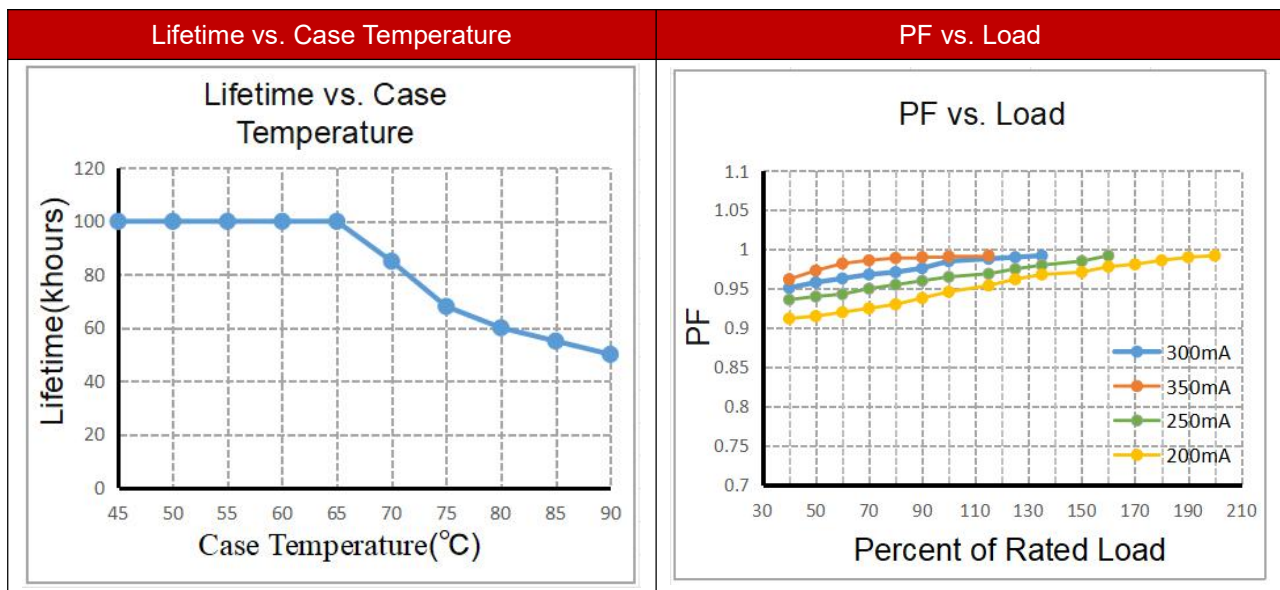 Lifetime vs. Case Temperature
PF vs. Load
Lifetime vs. Case
Temperature
Lifetime(khours)
120
100
80
60
40
20
0
45 50 55 60 65 70 75 80 85 90
Case Temperature(℃)
PF vs. Load
PF
1.1
1.05
1
0.95
0.9
0.85
0.8
0.75
0.7
300mA
350mA
250mA
200mA
30 50 70 90 110 130 150 170 190 210
Percent of Rated Load